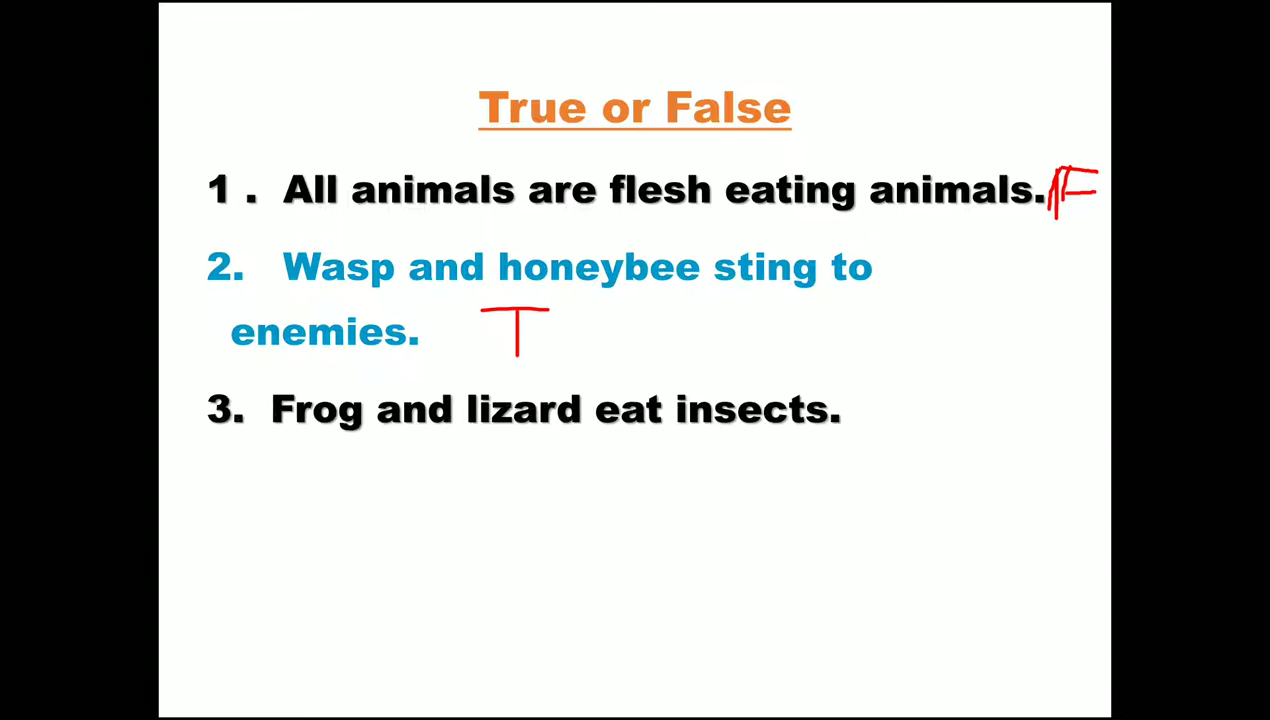 True or False
1 . All animals are flesh eating animals. F
2. Wasp and honeybee sting to
enemies. T
3. Frog and lizard eat insects.